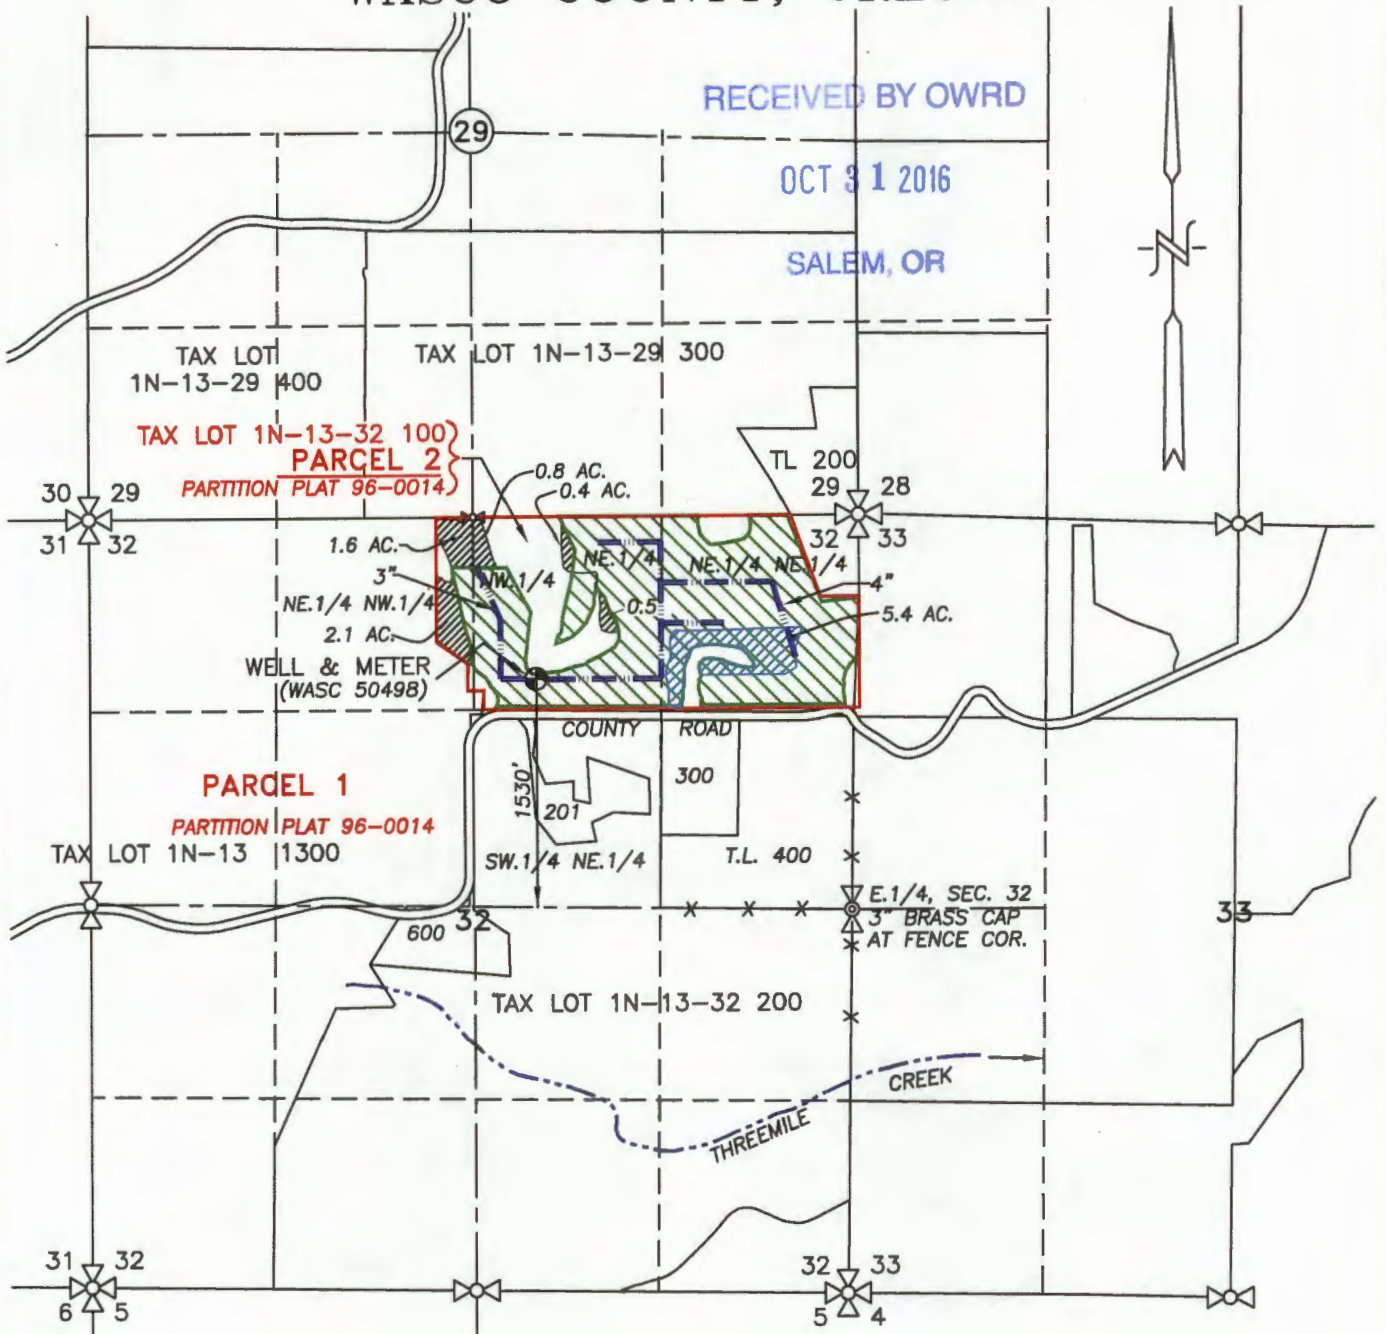 WASCO COUNTY,
RECEIVED BY OWRD
29
OCT 31 2016
SALEM, OR
TAX LOT
1N-13-29 400
TAX LOT 1N-13-29 300
TAX LOT 1N-13-32 100
PARCEL 2
PARTITION PLAT 96-0014
0.8 AC.
0.4 AC.
TL 200
30 29
31 32
29 28
32 33
1.6 AC.
3"
NW.1/4
NE.1/4
NE.1/4 NE.1/4
4"
NE.1/4 NW.1/4
0.5
5.4 AC.
2.1 AC.
WELL & METER
(WASC 50498)
COUNTY ROAD
1530'
201
300
PARCEL 1
PARTITION PLAT 96-0014
TAX LOT 1N-13 1300
SW.1/4 NE.1/4
T.L. 400
E.1/4, SEC. 32
3" BRASS CAP
AT FENCE COR.
600
32
33
TAX LOT 1N-13-32 200
CREEK
THREEMILE
31 32
6 5
32 33
5 4